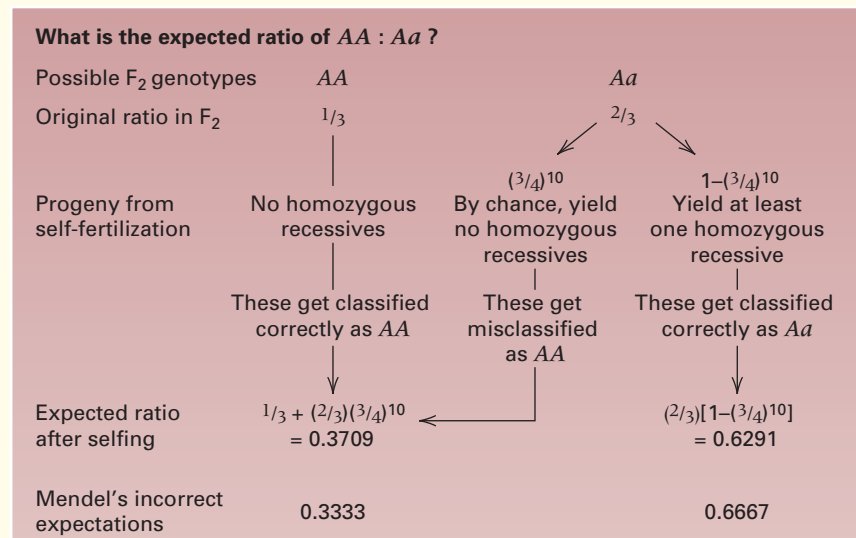 What is the expected ratio of AA : Aa ?
Possible F₂ genotypes AA Aa
Original ratio in F₂ 1/3 2/3
(3/4)¹⁰ 1–(3/4)¹⁰
Progeny from No homozygous By chance, yield Yield at least
self-fertilization recessives no homozygous one homozygous
recessives recessive
These get classified These get These get classified
correctly as AA misclassified correctly as Aa
as AA
Expected ratio 1/3 + (2/3)(3/4)¹⁰ (2/3)[1–(3/4)¹⁰]
after selfing = 0.3709 = 0.6291
Mendel's incorrect 0.3333 0.6667
expectations